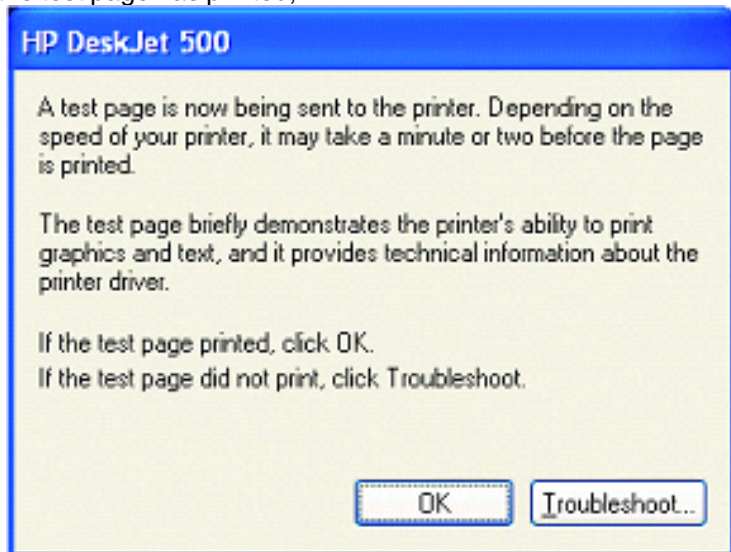 HP DeskJet 500
A test page is now being sent to the printer. Depending on the
speed of your printer, it may take a minute or two before the page
is printed.
The test page briefly demonstrates the printer's ability to print
graphics and text, and it provides technical information about the
printer driver.
If the test page printed, click OK.
If the test page did not print, click Troubleshoot.
OK
Troubleshoot...